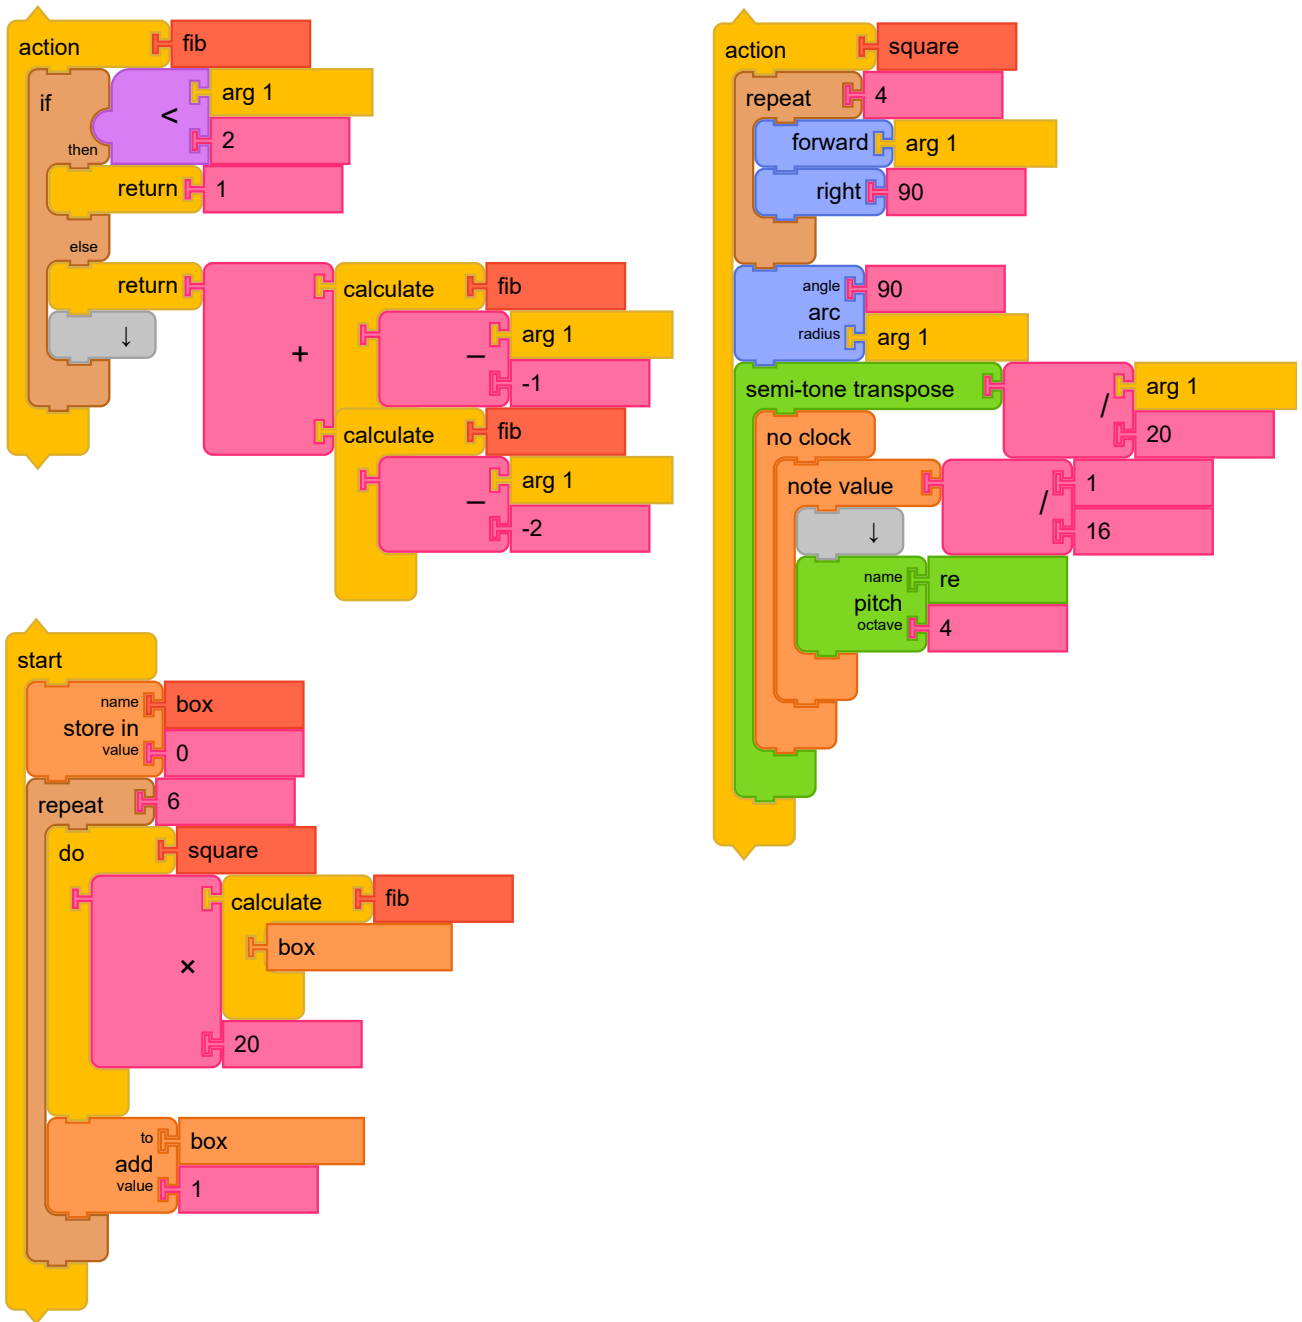 action fib
if < arg 1
2
then
return 1
else
return + calculate fib
↓ − arg 1
-1
calculate fib
− arg 1
-2
action square
repeat 4
forward arg 1
right 90
angle 90
arc
radius arg 1
semi-tone transpose / arg 1
20
no clock
note value / 1
↓ 16
name re
pitch
octave 4
start
name box
store in
value 0
repeat 6
do square
× calculate fib
box
20
to box
add
value 1